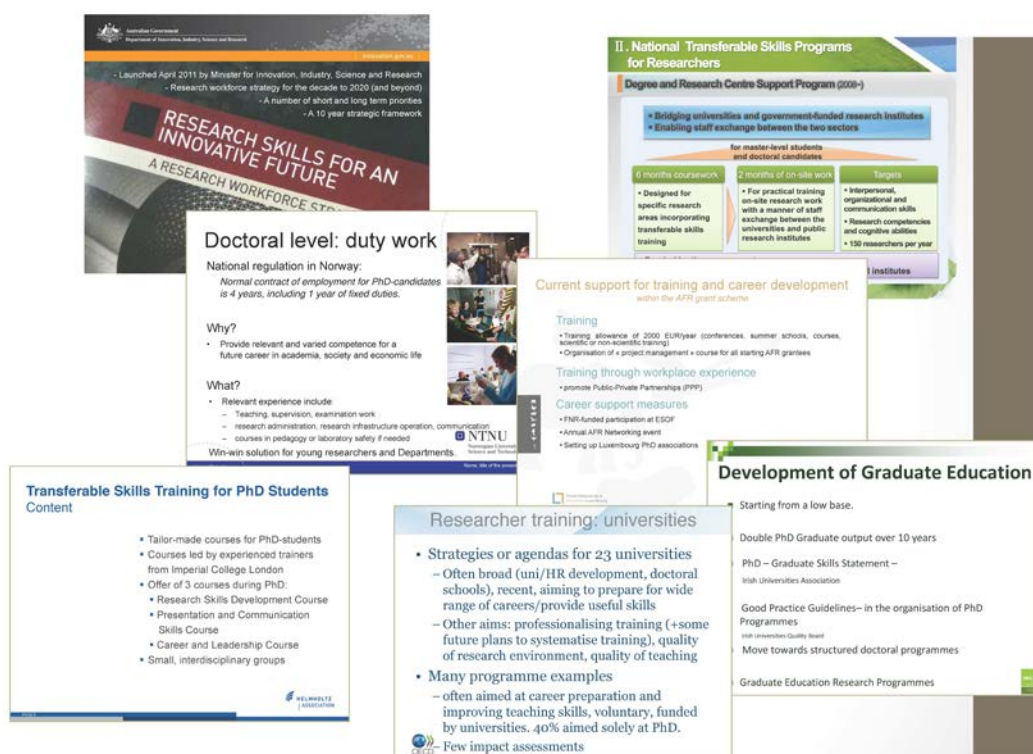 Australian Government
Department of Innovation, Industry, Science and Research
innovation.gov.au
- Launched April 2011 by Minister for Innovation, Industry, Science and Research
- Research workforce strategy for the decade to 2020 (and beyond)
- A number of short and long term priorities
- A 10 year strategic framework
RESEARCH SKILLS FOR AN
INNOVATIVE FUTURE
A RESEARCH WORKFORCE
II. National Transferable Skills Programs
for Researchers
Degree and Research Centre Support Program (2008~)
• Bridging universities and government-funded research institutes
• Enabling staff exchange between the two sectors
for master-level students
and doctoral candidates
6 months coursework
• Designed for
specific research
areas incorporating
transferable skills
training
2 months of on-site work
• For practical training
on-site research work
with a manner of staff
exchange between the
universities and public
research institutes
Targets
• Interpersonal,
organizational and
communication skills
• Research competencies
and cognitive abilities
• 150 researchers per year
institutes
Doctoral level: duty work
National regulation in Norway:
Normal contract of employment for PhD-candidates
is 4 years, including 1 year of fixed duties.
Why?
• Provide relevant and varied competence for a
future career in academia, society and economic life
What?
• Relevant experience include:
– Teaching, supervision, examination work
– research administration, research infrastructure operation, communication
– courses in pedagogy or laboratory safety if needed
Win-win solution for young researchers and Departments.
NTNU
Norwegian University
Science and Technology
Name, title of the
Current support for training and career development
within the AFR grant scheme
Training
• Training allowance of 2000 EUR/year (conferences, summer schools, courses,
scientific or non-scientific training)
• Organisation of « project management » course for all starting AFR grantees
Training through workplace experience
• promote Public-Private Partnerships (PPP)
Career support measures
• FNR-funded participation at ESOF
• Annual AFR Networking event
• Setting up Luxembourg PhD associations
Development of Graduate Education
Starting from a low base.
Double PhD Graduate output over 10 years
PhD – Graduate Skills Statement –
Irish Universities Association
Good Practice Guidelines– in the organisation of PhD
Programmes
Irish Universities Quality Board
Move towards structured doctoral programmes
Graduate Education Research Programmes
Transferable Skills Training for PhD Students
Content
• Tailor-made courses for PhD-students
• Courses led by experienced trainers
from Imperial College London
• Offer of 3 courses during PhD:
• Research Skills Development Course
• Presentation and Communication
Skills Course
• Career and Leadership Course
• Small, interdisciplinary groups
HELMHOLTZ
ASSOCIATION
Researcher training: universities
• Strategies or agendas for 23 universities
– Often broad (uni/HR development, doctoral
schools), recent, aiming to prepare for wide
range of careers/provide useful skills
– Other aims: professionalising training (+some
future plans to systematise training), quality
of research environment, quality of teaching
• Many programme examples
– often aimed at career preparation and
improving teaching skills, voluntary, funded
by universities. 40% aimed solely at PhD.
– Few impact assessments
OECD